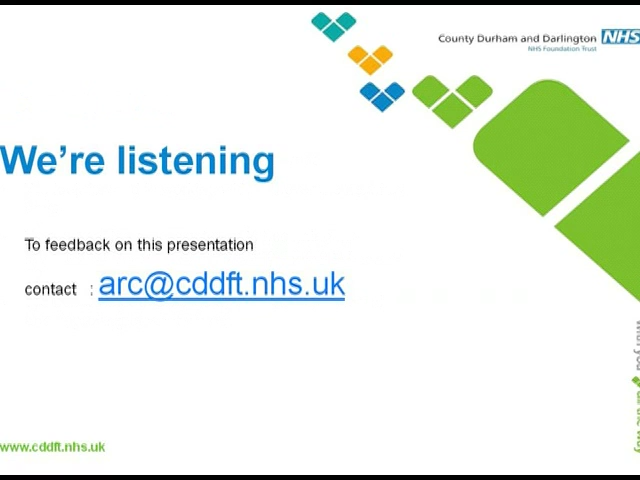 County Durham and Darlington NHS
NHS Foundation Trust
We're listening
To feedback on this presentation
contact : arc@cddft.nhs.uk
www.cddft.nhs.uk